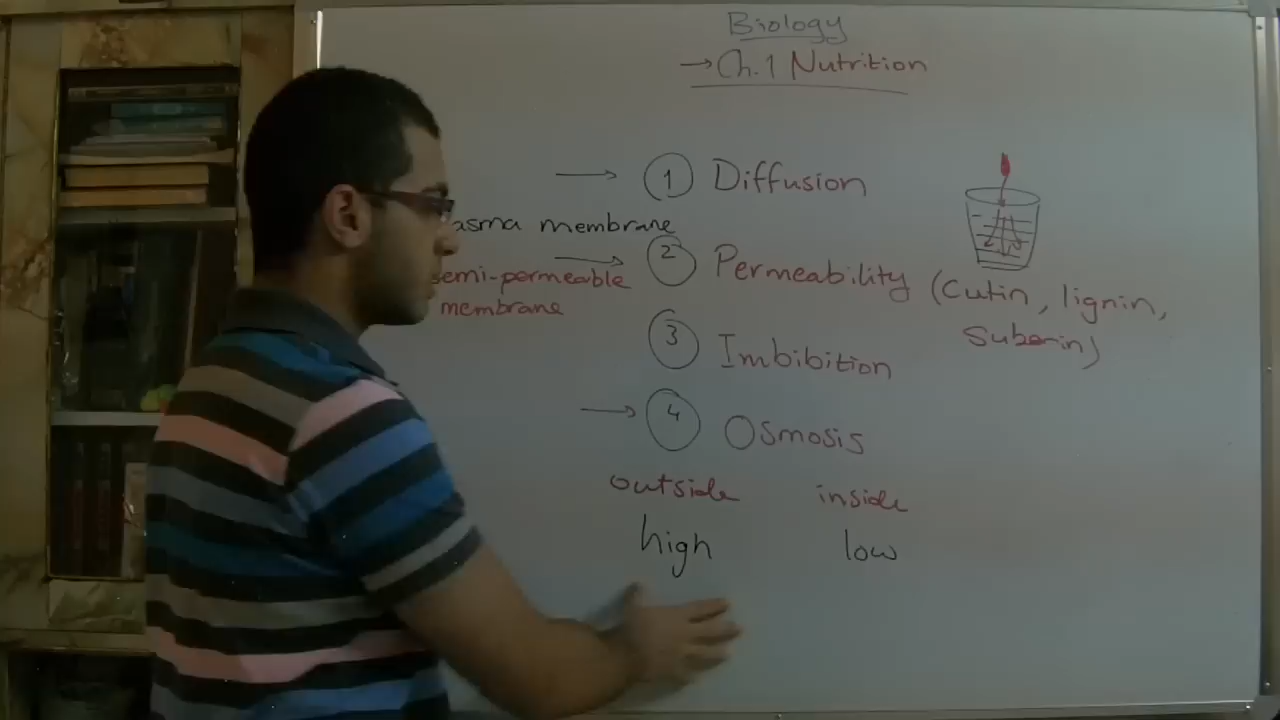 Biology
→ Ch.1 Nutrition
→ 1 Diffusion
asma membrane
→ 2 Permeability (Cutin, lignin,
Suberin)
semi-permeable
membrane
3 Imbibition
→ 4 Osmosis
outside inside
high low